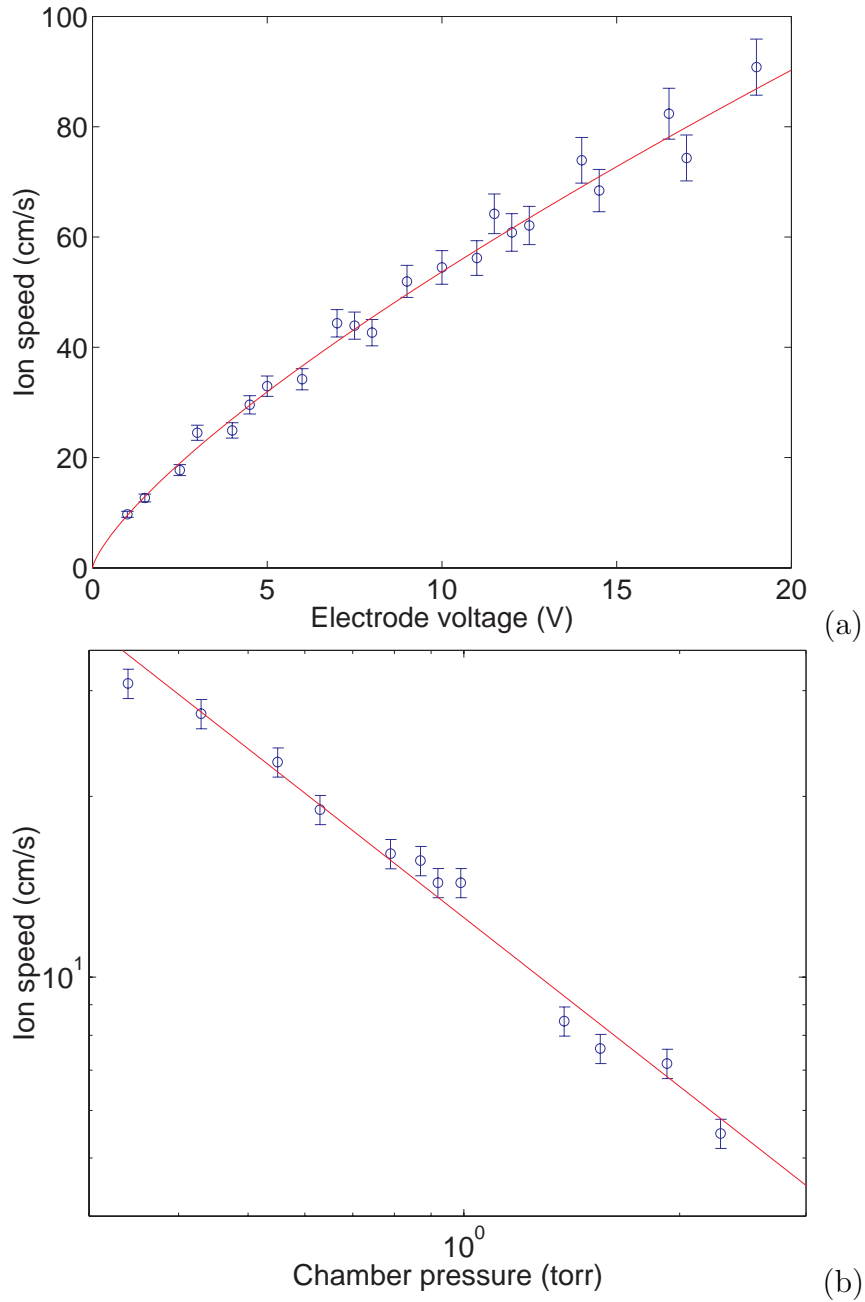 100
80
60
40
20
0
0 5 10 15 20
Ion speed (cm/s)
Electrode voltage (V)
(a)
10^1
10^0
Ion speed (cm/s)
Chamber pressure (torr)
(b)